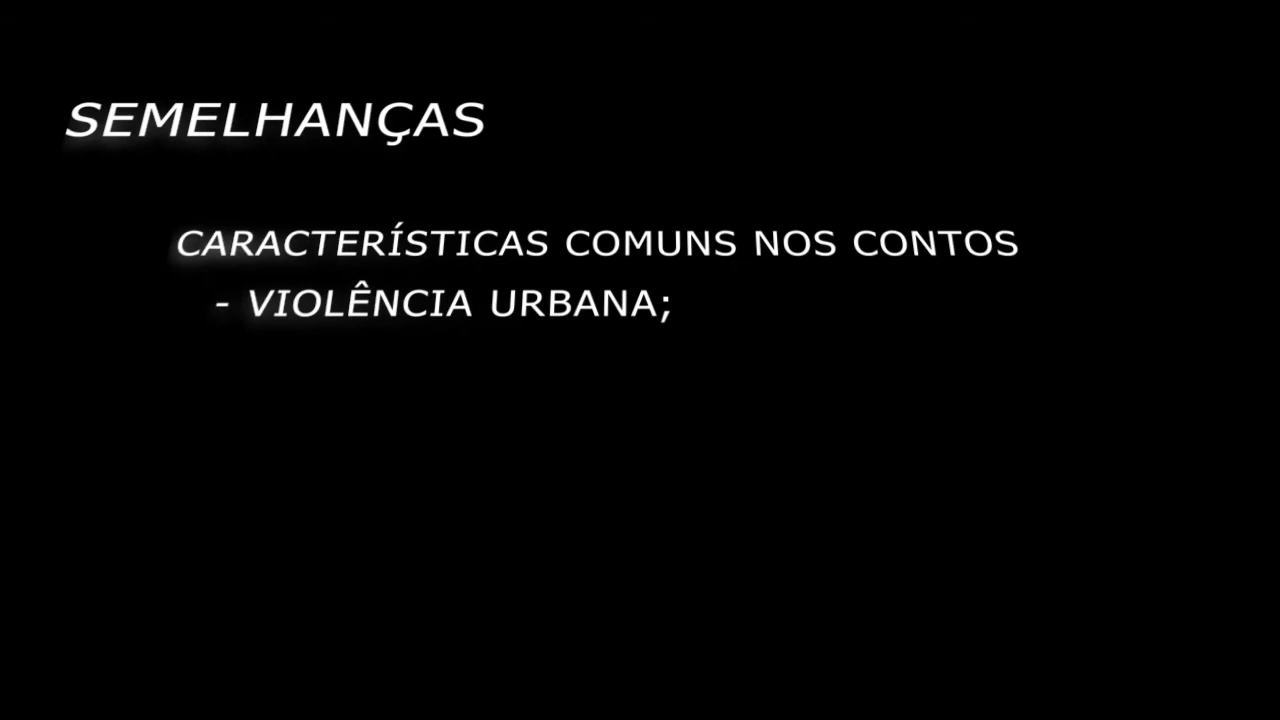 SEMELHANÇAS
CARACTERÍSTICAS COMUNS NOS CONTOS
- VIOLÊNCIA URBANA;